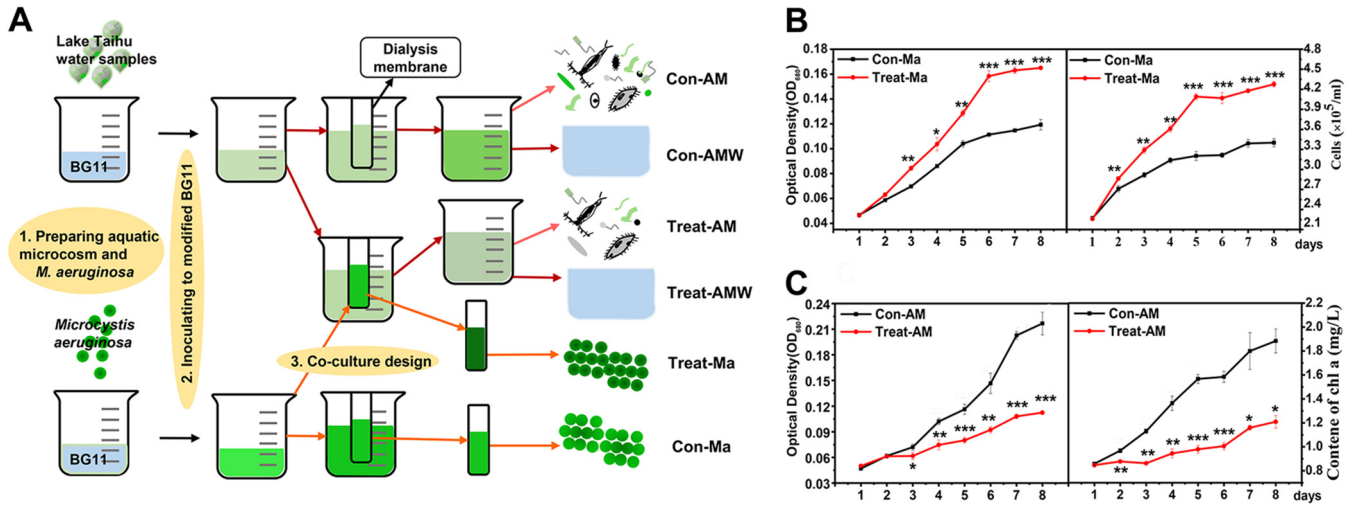 A
Lake Taihu
water samples
BG11
1. Preparing aquatic
microcosm and
M. aeruginosa
Microcystis
aeruginosa
BG11
2. Inoculating to modified BG11
Dialysis
membrane
3. Co-culture design
Con-AM
Con-AMW
Treat-AM
Treat-AMW
Treat-Ma
Con-Ma
B
Optical Density(OD680)
0.18
0.16
0.14
0.12
0.10
0.08
0.06
0.04
Con-Ma
Treat-Ma
** * ** *** *** ***
1 2 3 4 5 6 7 8
Con-Ma
Treat-Ma
** ** ** *** *** *** ***
1 2 3 4 5 6 7 8 days
4.8
4.5
4.2
3.9
3.6
3.3
3.0
2.7
2.4
2.1
Cells (×10⁵/ml)
C
Optical Density(OD680)
0.24
0.21
0.18
0.15
0.12
0.09
0.06
0.03
Con-AM
Treat-AM
* ** *** ** *** ***
1 2 3 4 5 6 7 8
Con-AM
Treat-AM
** ** ** *** *** * *
1 2 3 4 5 6 7 8 days
2.2
2.0
1.8
1.6
1.4
1.2
1.0
0.8
Contene of chl a (mg/L)